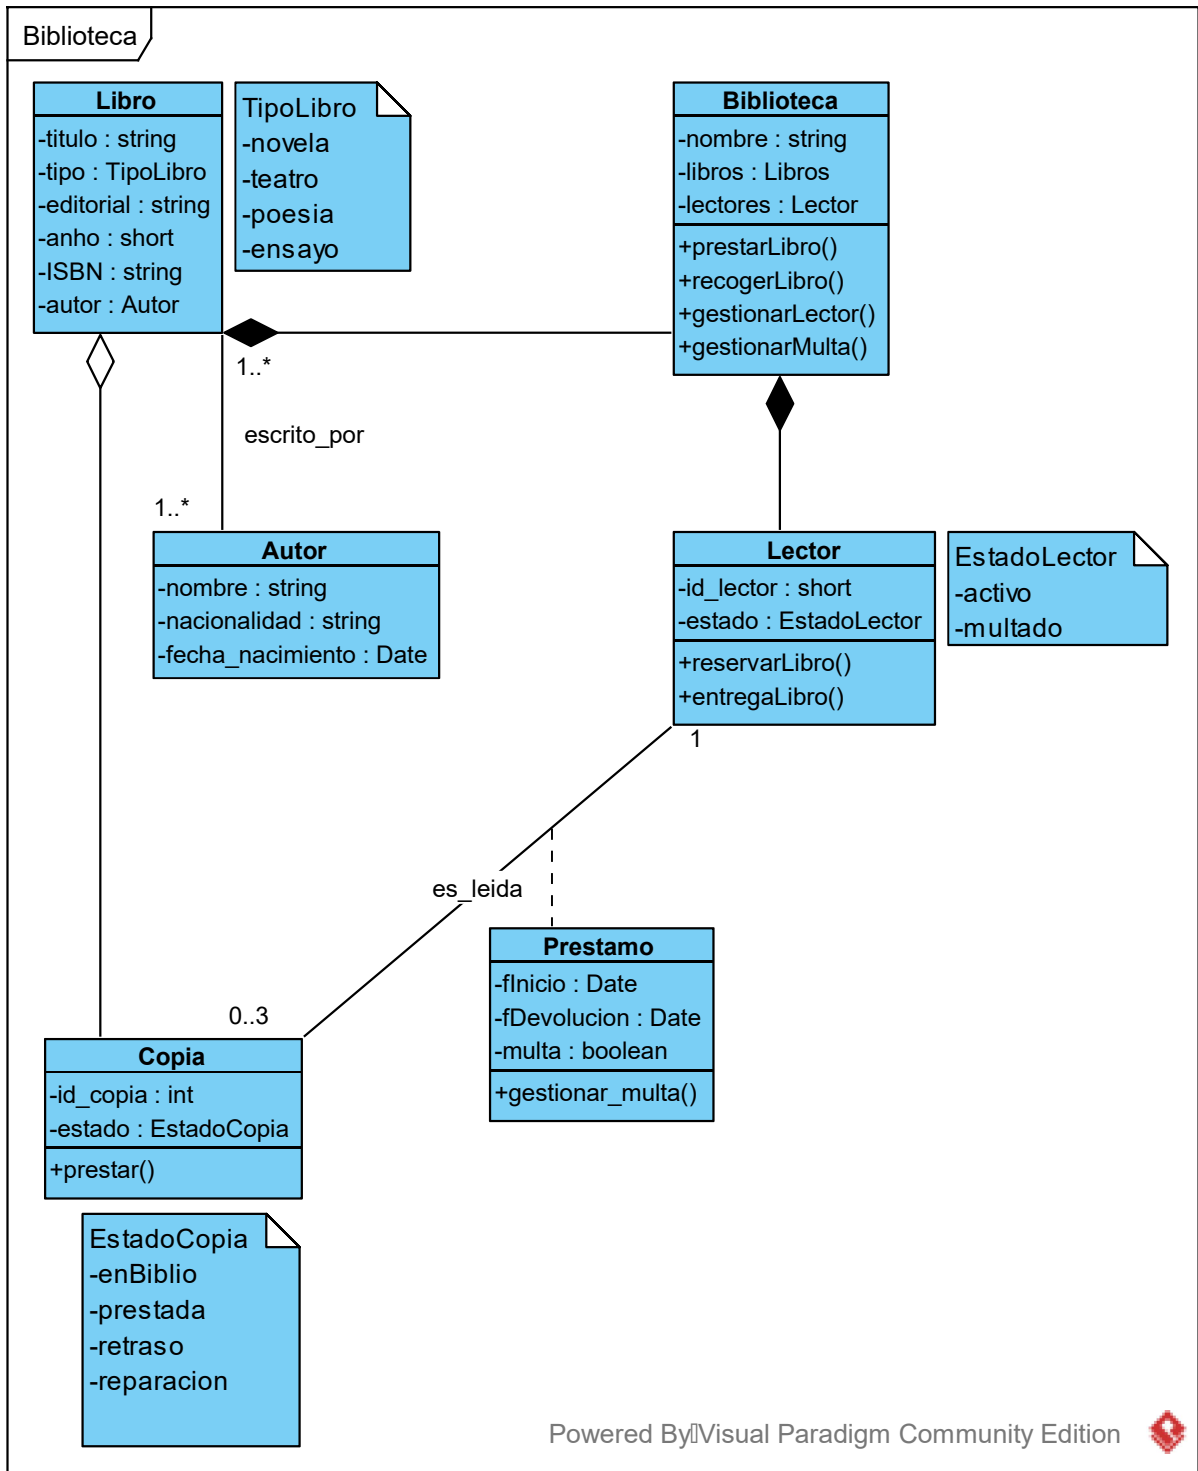 Biblioteca
Libro
-titulo : string
-tipo : TipoLibro
-editorial : string
-anho : short
-ISBN : string
-autor : Autor
TipoLibro
-novela
-teatro
-poesia
-ensayo
Biblioteca
-nombre : string
-libros : Libros
-lectores : Lector
+prestarLibro()
+recogerLibro()
+gestionarLector()
+gestionarMulta()
1..*
escrito_por
1..*
Autor
-nombre : string
-nacionalidad : string
-fecha_nacimiento : Date
Lector
-id_lector : short
-estado : EstadoLector
+reservarLibro()
+entregaLibro()
EstadoLector
-activo
-multado
1
es_leida
Prestamo
-fInicio : Date
-fDevolucion : Date
-multa : boolean
+gestionar_multa()
0..3
Copia
-id_copia : int
-estado : EstadoCopia
+prestar()
EstadoCopia
-enBiblio
-prestada
-retraso
-reparacion
Powered By Visual Paradigm Community Edition